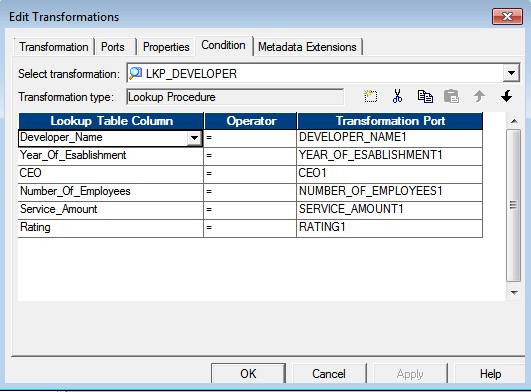 Edit Transformations
Transformation Ports Properties Condition Metadata Extensions
Select transformation: LKP_DEVELOPER
Transformation type: Lookup Procedure
Lookup Table Column Operator Transformation Port
Developer_Name = DEVELOPER_NAME1
Year_Of_Esablishment = YEAR_OF_ESABLISHMENT1
CEO = CEO1
Number_Of_Employees = NUMBER_OF_EMPLOYEES1
Service_Amount = SERVICE_AMOUNT1
Rating = RATING1
OK Cancel Apply Help